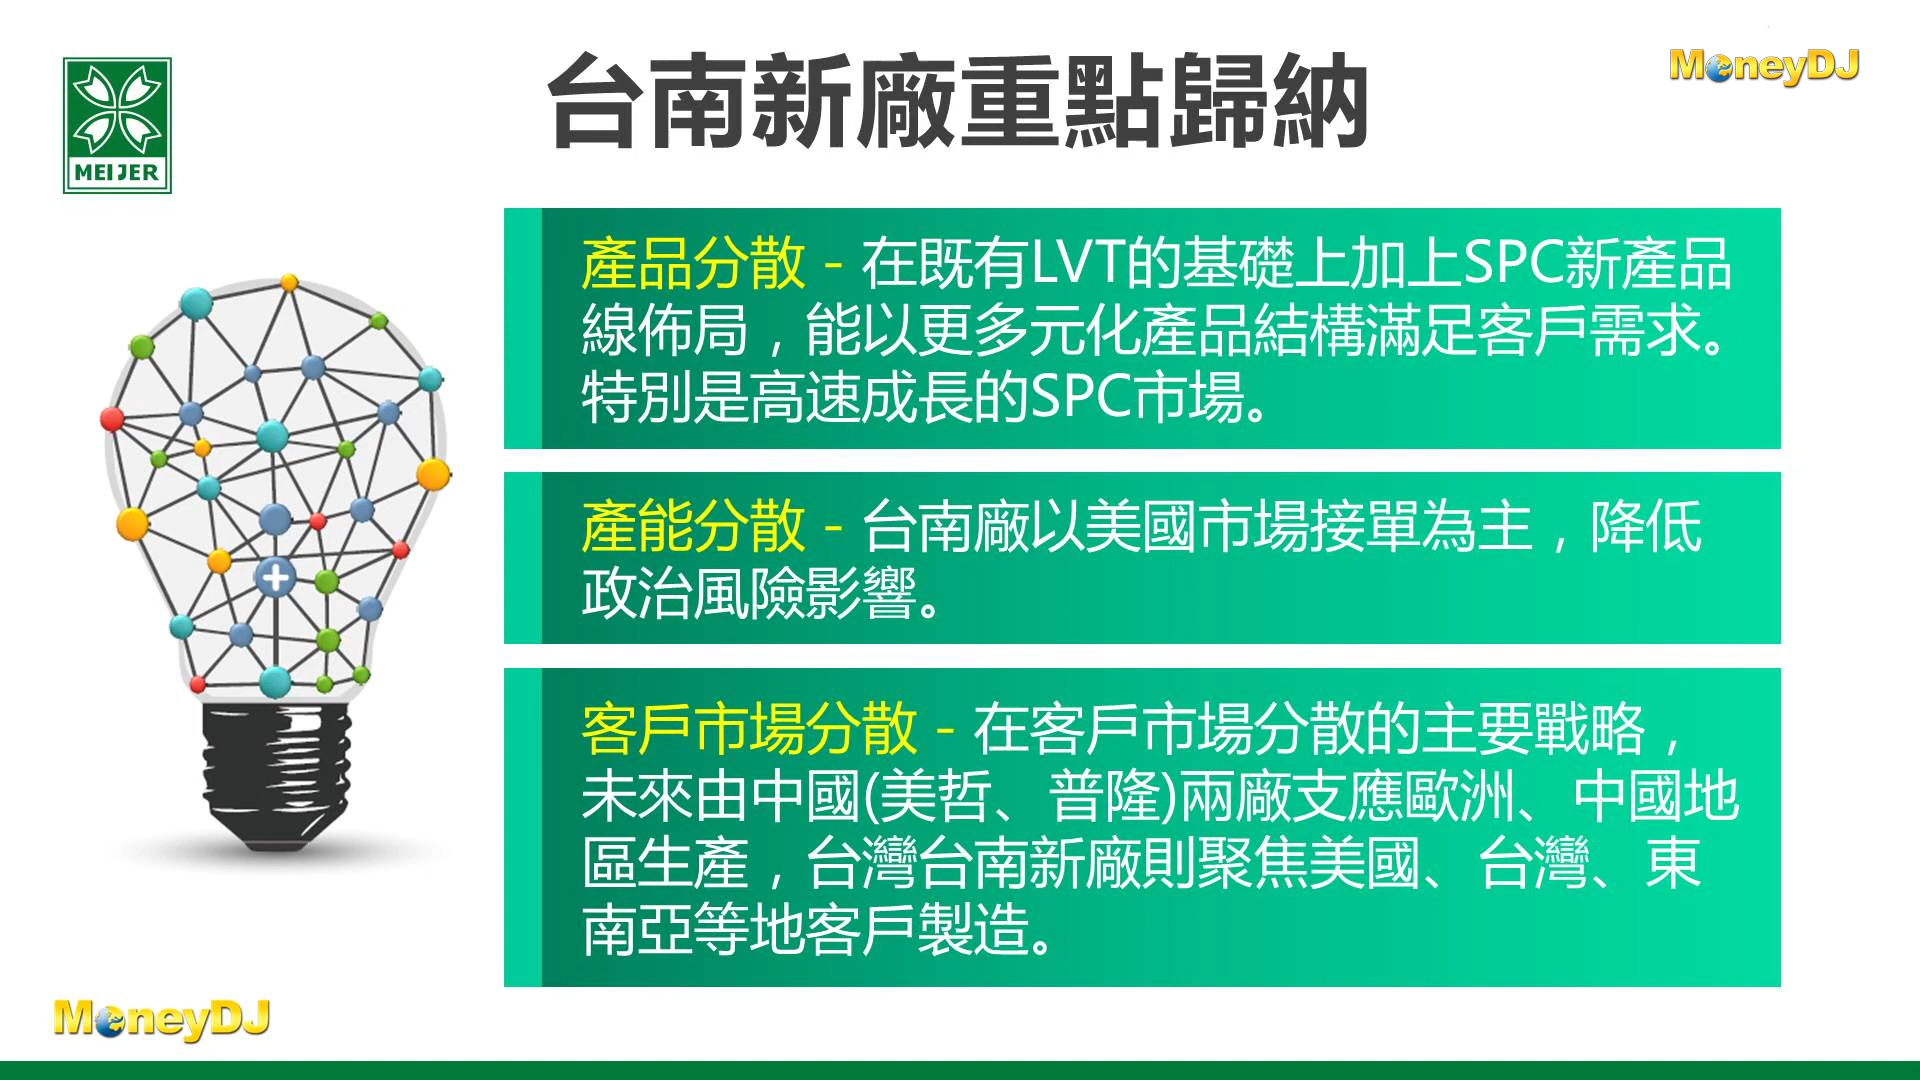 台南新廠重點歸納
MoneyDJ
MEIJER
產品分散 - 在既有LVT的基礎上加上SPC新產品
線佈局，能以更多元化產品結構滿足客戶需求。
特別是高速成長的SPC市場。
產能分散 - 台南廠以美國市場接單為主，降低
政治風險影響。
客戶市場分散 - 在客戶市場分散的主要戰略，
未來由中國(美哲、普隆)兩廠支應歐洲、中國地
區生產，台灣台南新廠則聚焦美國、台灣、東
南亞等地客戶製造。
MoneyDJ